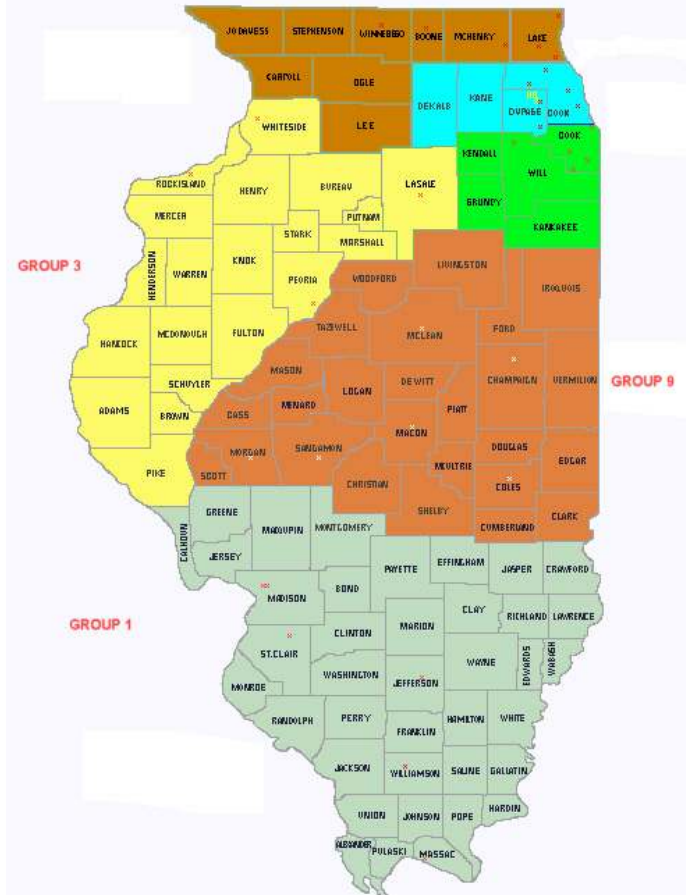 JO DAVESS STEPHENSON WINNEBEGO BOONE MCHENRY LAKE
CARROLL OGLE
DEKALB KANE DUPAGE COOK
WHITESIDE LEE
COOK
KENDALL WILL
ROCKISLAND HENRY BUREAU LASALE
GRUNDY
MERCER PUTNAM
STARK MARSHALL KANKAKEE
KNOK
GROUP 3
HENDERSON WARREN PEORIA WOODFORD LIVINGSTON IROLUOIS
HANCOCK MCDONOUGH FULTON TAZEWELL MCLEAN FORD
MASON
SCHUYLER LOGAN DE WITT CHAMPAIGN VERMILION
GROUP 9
ADAMS BROWN CASS MENARD PIATT
MACON
MORGAN SANGAMON DOUGLAS
PIKE SCOTT MOULTRIE COLES EDGAR
CHRISTIAN
SHELBY CUMBERLAND CLARK
GREENE MACOUPIN MONTGOMERY
CALHOUN JERSEY
PAYETTE EFFINGHAM JASPER CRAWFORD
MADISON BOND
CLAY RICHLAND LAWRENCE
GROUP 1
CLINTON MARION
ST.CLAIR WAYNE EDWARDS WABASH
WASHINGTON JEFFERSON
MONROE
RANDOLPH PERRY HAMILTON WHITE
FRANKLIN
JACKSON WILLIAMSON SALINE GALLATIN
UNION JOHNSON POPE HARDIN
ALEXANDER PULASKI MASSAC